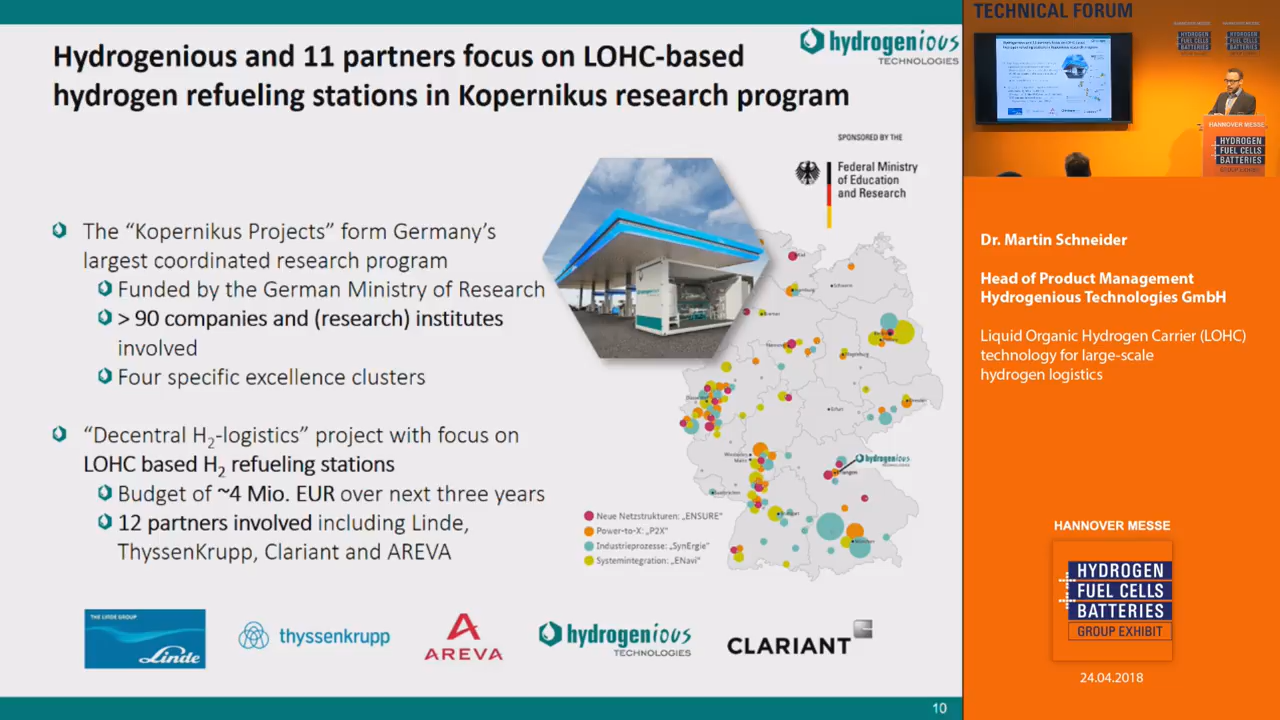 Hydrogenious and 11 partners focus on LOHC-based
hydrogen refueling stations in Kopernikus research program
hydrogenious
TECHNOLOGIES
The “Kopernikus Projects” form Germany’s
largest coordinated research program
Funded by the German Ministry of Research
> 90 companies and (research) institutes
involved
Four specific excellence clusters
“Decentral H2-logistics” project with focus on
LOHC based H2 refueling stations
Budget of ~4 Mio. EUR over next three years
12 partners involved including Linde,
ThyssenKrupp, Clariant and AREVA
SPONSORED BY THE
Federal Ministry
of Education
and Research
hydrogenious
Neue Netzstrukturen: „ENSURE“
Power-to-X: „P2X“
Industrieprozesse: „SynErgie“
Systemintegration: „ENavi“
THE LINDE GROUP
Linde
thyssenkrupp
AREVA
hydrogenious
TECHNOLOGIES
CLARIANT
10
TECHNICAL FORUM
HANNOVER MESSE
HYDROGEN
FUEL CELLS
BATTERIES
GROUP EXHIBIT
Dr. Martin Schneider
Head of Product Management
Hydrogenious Technologies GmbH
Liquid Organic Hydrogen Carrier (LOHC)
technology for large-scale
hydrogen logistics
HANNOVER MESSE
HYDROGEN
FUEL CELLS
BATTERIES
GROUP EXHIBIT
24.04.2018